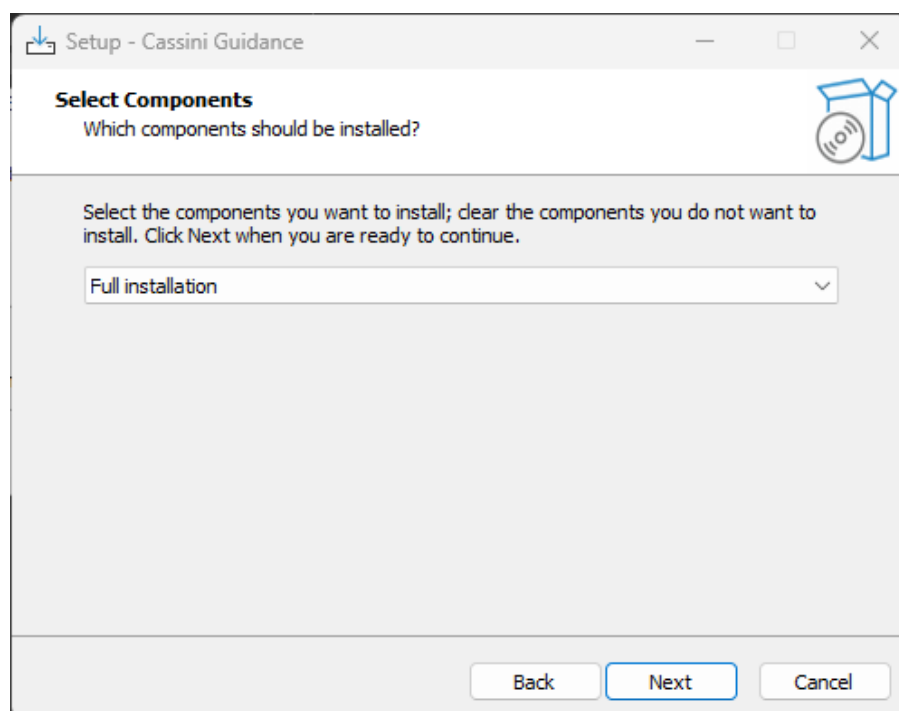 Setup - Cassini Guidance
Select Components
Which components should be installed?
Select the components you want to install; clear the components you do not want to
install. Click Next when you are ready to continue.
Full installation
Back
Next
Cancel